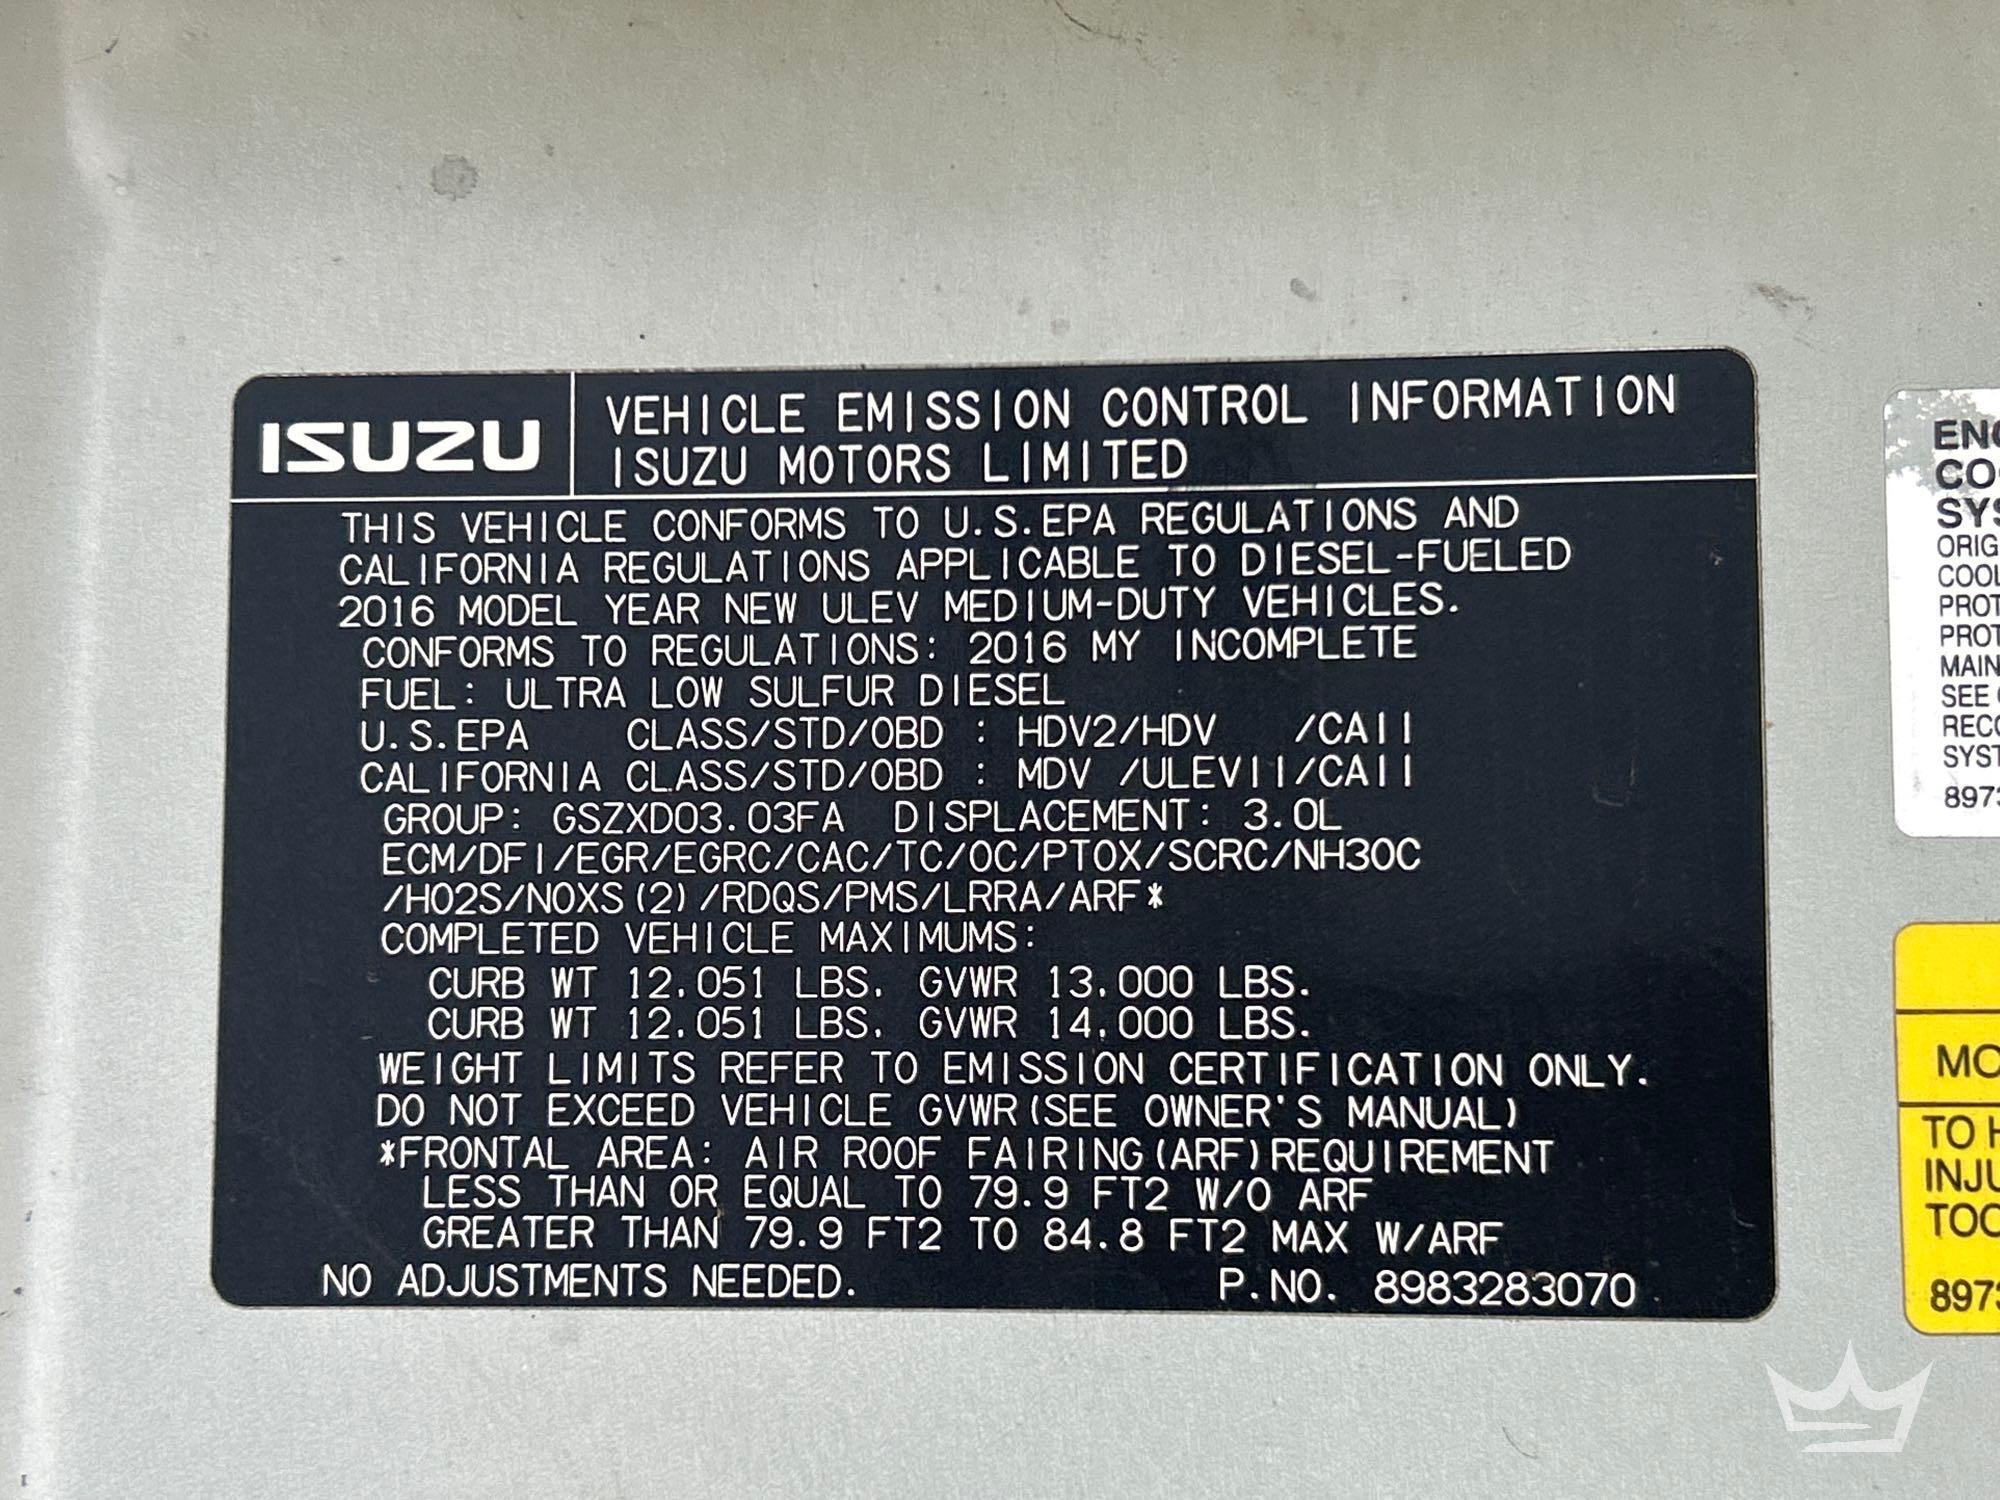 ISUZU
VEHICLE EMISSION CONTROL INFORMATION
ISUZU MOTORS LIMITED
THIS VEHICLE CONFORMS TO U.S.EPA REGULATIONS AND
CALIFORNIA REGULATIONS APPLICABLE TO DIESEL-FUELED
2016 MODEL YEAR NEW ULEV MEDIUM-DUTY VEHICLES.
CONFORMS TO REGULATIONS: 2016 MY INCOMPLETE
FUEL: ULTRA LOW SULFUR DIESEL
U.S.EPA CLASS/STD/OBD : HDV2/HDV /CAII
CALIFORNIA CLASS/STD/OBD : MDV /ULEVII/CAII
GROUP: GSZXD03.03FA DISPLACEMENT: 3.0L
ECM/DFI/EGR/EGRC/CAC/TC/OC/PTOX/SCRC/NH3OC
/HO2S/NOXS(2)/RDQS/PMS/LRRA/ARF*
COMPLETED VEHICLE MAXIMUMS:
CURB WT 12,051 LBS, GVWR 13,000 LBS.
CURB WT 12,051 LBS, GVWR 14,000 LBS.
WEIGHT LIMITS REFER TO EMISSION CERTIFICATION ONLY.
DO NOT EXCEED VEHICLE GVWR(SEE OWNER'S MANUAL)
*FRONTAL AREA: AIR ROOF FAIRING(ARF)REQUIREMENT
LESS THAN OR EQUAL TO 79.9 FT2 W/O ARF
GREATER THAN 79.9 FT2 TO 84.8 FT2 MAX W/ARF
NO ADJUSTMENTS NEEDED. P.NO. 8983283070
SEE
TO